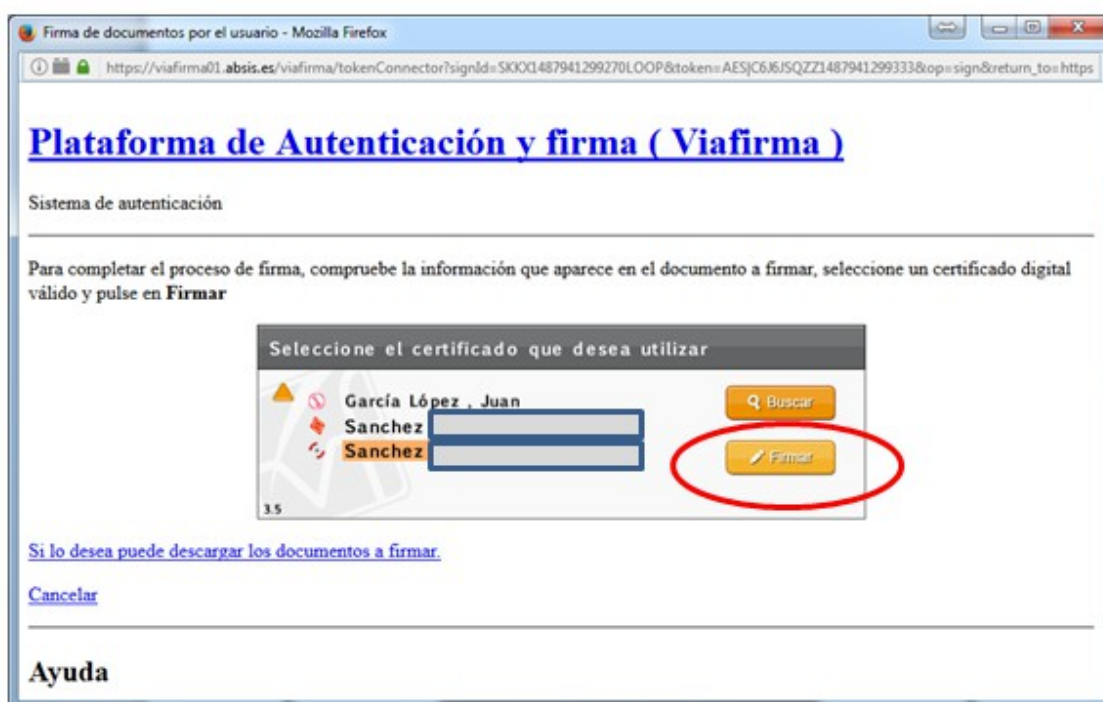 Firma de documentos por el usuario - Mozilla Firefox
https://viafirma01.absis.es/viafirma/tokenConnector?signId=SKKX1487941299270LOOP&token=AESJC6J6JSQZZ1487941299333&op=sign&return_to=https
Plataforma de Autenticación y firma ( Viafirma )
Sistema de autenticación
Para completar el proceso de firma, compruebe la información que aparece en el documento a firmar, seleccione un certificado digital
válido y pulse en Firmar
Seleccione el certificado que desea utilizar
García López , Juan
Buscar
Sanchez
Sanchez
Firmar
3.5
Si lo desea puede descargar los documentos a firmar.
Cancelar
Ayuda